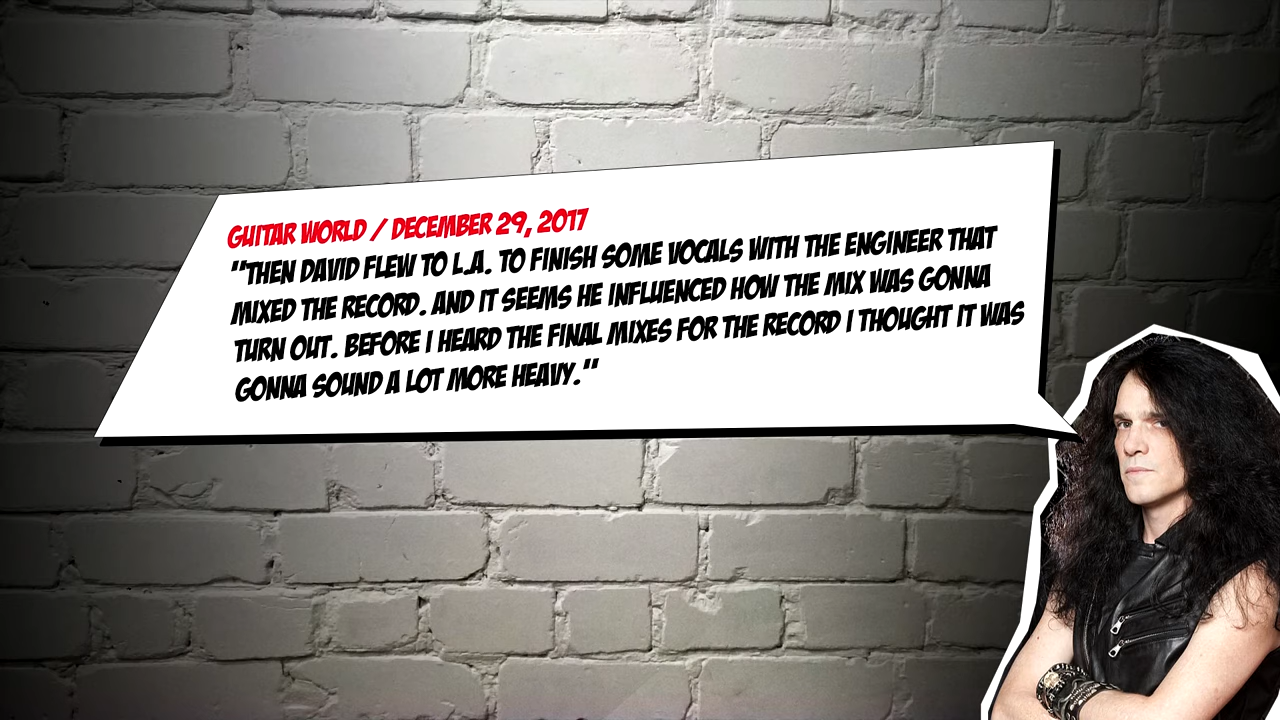 GUITAR WORLD / DECEMBER 29, 2017
"THEN DAVID FLEW TO L.A. TO FINISH SOME VOCALS WITH THE ENGINEER THAT
MIXED THE RECORD. AND IT SEEMS HE INFLUENCED HOW THE MIX WAS GONNA
TURN OUT. BEFORE I HEARD THE FINAL MIXES FOR THE RECORD I THOUGHT IT WAS
GONNA SOUND A LOT MORE HEAVY."